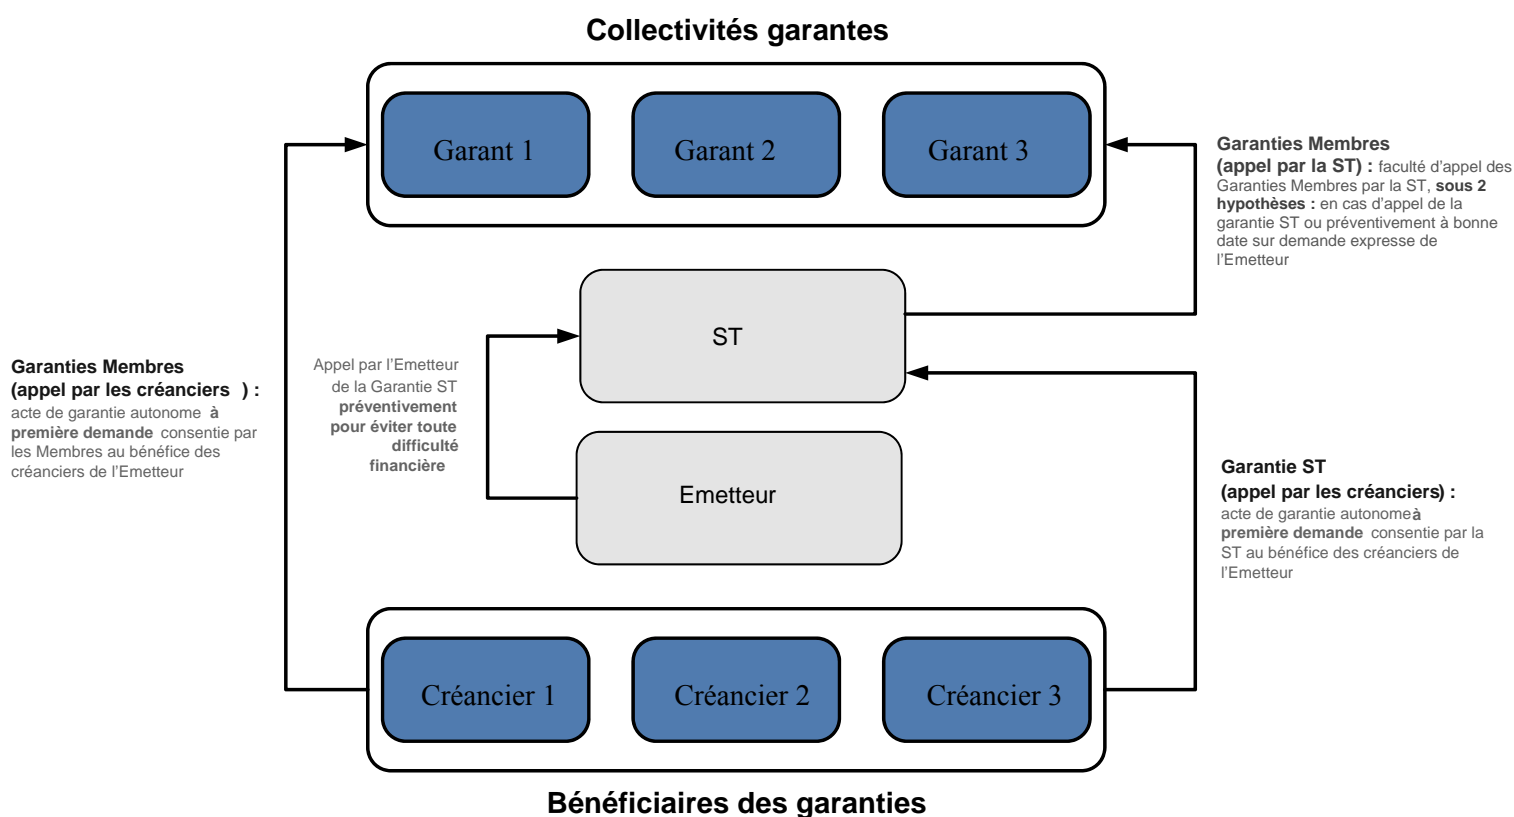 Collectivités garantes
Garant 1
Garant 2
Garant 3
Garanties Membres
(appel par la ST) : faculté d'appel des
Garanties Membres par la ST, sous 2
hypothèses : en cas d'appel de la
garantie ST ou préventivement à bonne
date sur demande expresse de
l'Emetteur
ST
Garanties Membres
(appel par les créanciers ) :
acte de garantie autonome à
première demande consentie par
les Membres au bénéfice des
créanciers de l'Emetteur
Appel par l'Emetteur
de la Garantie ST
préventivement
pour éviter toute
difficulté
financière
Emetteur
Garantie ST
(appel par les créanciers) :
acte de garantie autonome à
première demande consentie par la
ST au bénéfice des créanciers de
l'Emetteur
Créancier 1
Créancier 2
Créancier 3
Bénéficiaires des garanties